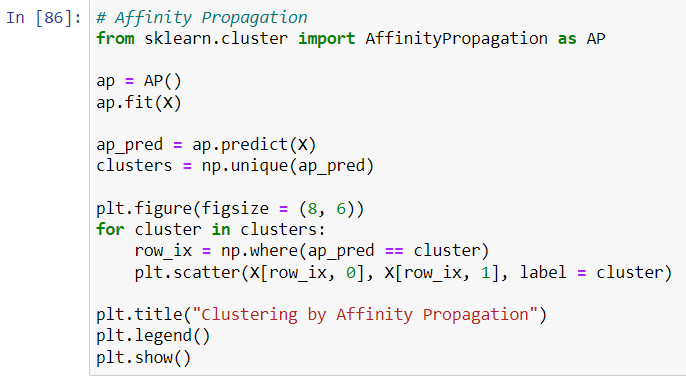 In [86]: # Affinity Propagation
from sklearn.cluster import AffinityPropagation as AP

ap = AP()
ap.fit(X)

ap_pred = ap.predict(X)
clusters = np.unique(ap_pred)

plt.figure(figsize = (8, 6))
for cluster in clusters:
    row_ix = np.where(ap_pred == cluster)
    plt.scatter(X[row_ix, 0], X[row_ix, 1], label = cluster)

plt.title("Clustering by Affinity Propagation")
plt.legend()
plt.show()